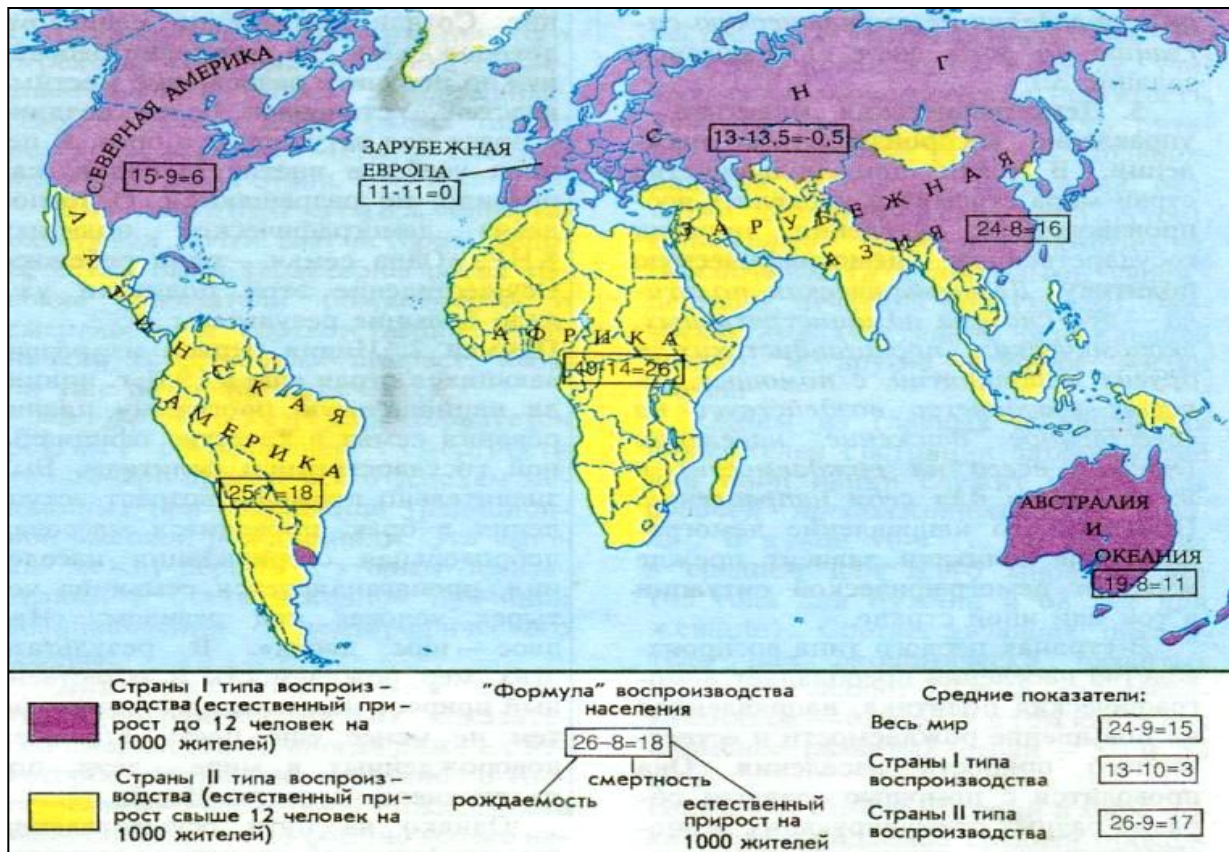 СЕВЕРНАЯ АМЕРИКА
15-9=6
ЗАРУБЕЖНАЯ
ЕВРОПА
11-11=0
СНГ
13-13,5=-0,5
ЗАРУБЕЖНАЯ
АЗИЯ
24-8=16
ЛАТИНСКАЯ
АМЕРИКА
25-7=18
АФРИКА
40-14=26
АВСТРАЛИЯ
И
ОКЕАНИЯ
19-8=11
Страны I типа воспроиз-
водства (естественный при-
рост до 12 человек на
1000 жителей)
Страны II типа воспроиз-
водства (естественный при-
рост свыше 12 человек на
1000 жителей)
"Формула" воспроизводства
населения
26-8=18
смертность
рождаемость
естественный
прирост на
1000 жителей
Средние показатели:
Весь мир
24-9=15
Страны I типа
воспроизводства
13-10=3
Страны II типа
воспроизводства
26-9=17